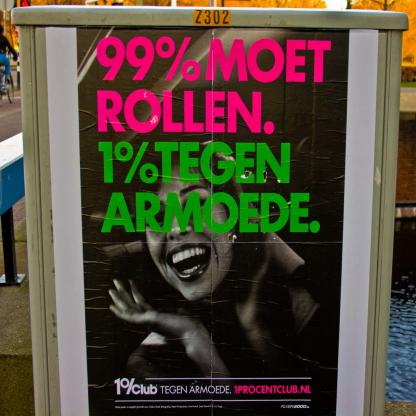 Z302
99% MOET
ROLLEN.
1% TEGEN
ARMOEDE.
1%Club TEGEN ARMOEDE. 1PROCENTCLUB.NL